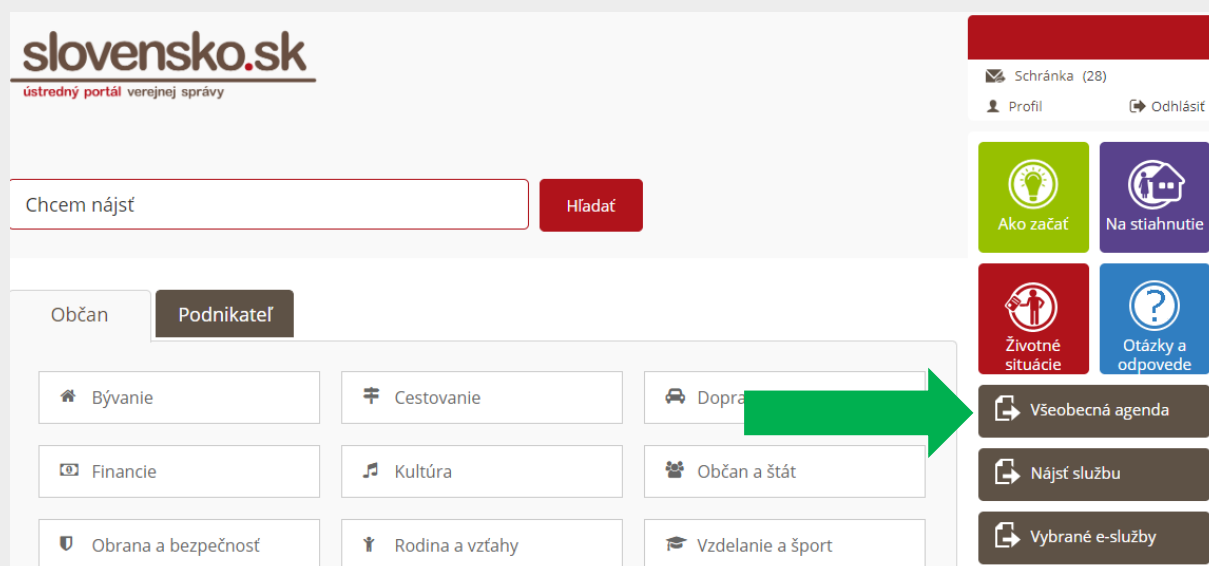 slovensko.sk
ústredný portál verejnej správy
Schránka (28)
Profil
Odhlásiť
Chcem nájsť
Hľadať
Ako začať
Na stiahnutie
Životné
situácie
Otázky a
odpovede
Všeobecná agenda
Nájsť službu
Vybrané e-služby
Občan
Podnikateľ
Bývanie
Cestovanie
Dopra
Financie
Kultúra
Občan a štát
Obrana a bezpečnosť
Rodina a vzťahy
Vzdelanie a šport